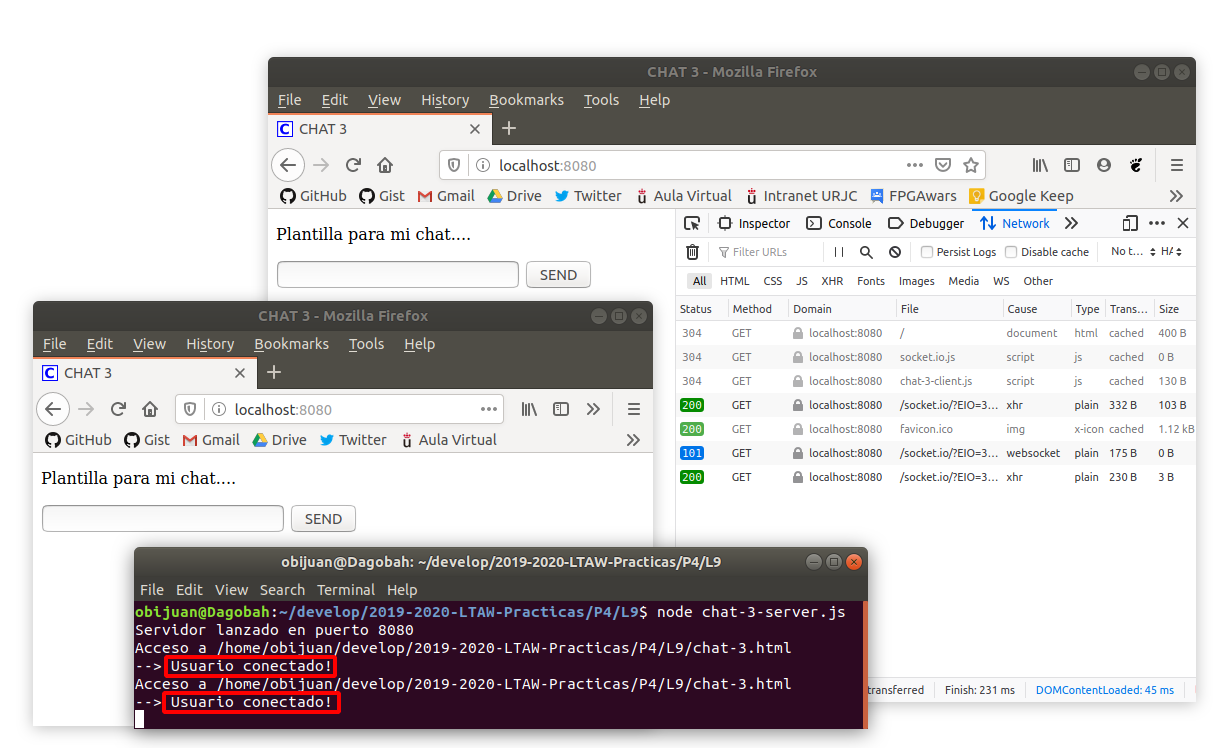 CHAT 3 - Mozilla Firefox
File Edit View History Bookmarks Tools Help
C CHAT 3
localhost:8080
GitHub Gist Gmail Drive Twitter Aula Virtual Intranet URJC FPGAwars Google Keep
Plantilla para mi chat....
SEND
Inspector Console Debugger Network
Filter URLs Persist Logs Disable cache No t... HA
All HTML CSS JS XHR Fonts Images Media WS Other
Status Method Domain File Cause Type Trans... Size
304 GET localhost:8080 / document html cached 400 B
304 GET localhost:8080 socket.io.js script js cached 0 B
304 GET localhost:8080 chat-3-client.js script js cached 130 B
200 GET localhost:8080 /socket.io/?EIO=3... xhr plain 332 B 103 B
200 GET localhost:8080 favicon.ico img x-icon cached 1.12 kB
101 GET localhost:8080 /socket.io/?EIO=3... websocket plain 175 B 0 B
200 GET localhost:8080 /socket.io/?EIO=3... xhr plain 230 B 3 B
transferred Finish: 231 ms DOMContentLoaded: 45 ms
CHAT 3 - Mozilla Firefox
File Edit View History Bookmarks Tools Help
C CHAT 3
localhost:8080
GitHub Gist Gmail Drive Twitter Aula Virtual
Plantilla para mi chat....
SEND
obijuan@Dagobah: ~/develop/2019-2020-LTAW-Practicas/P4/L9
File Edit View Search Terminal Help
obijuan@Dagobah:~/develop/2019-2020-LTAW-Practicas/P4/L9$ node chat-3-server.js
Servidor lanzado en puerto 8080
Acceso a /home/obijuan/develop/2019-2020-LTAW-Practicas/P4/L9/chat-3.html
--> Usuario conectado!
Acceso a /home/obijuan/develop/2019-2020-LTAW-Practicas/P4/L9/chat-3.html
--> Usuario conectado!